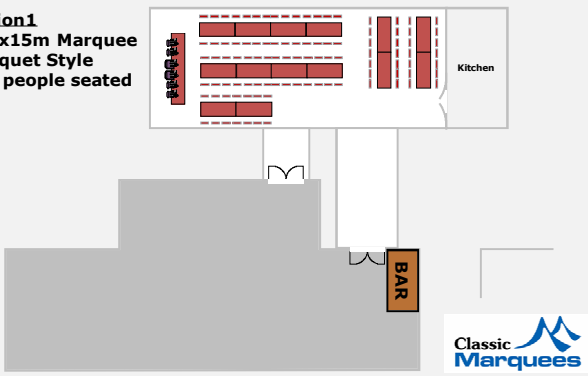 ion1
x15m Marquee
quet Style
people seated
Kitchen
BAR
Classic
Marquees